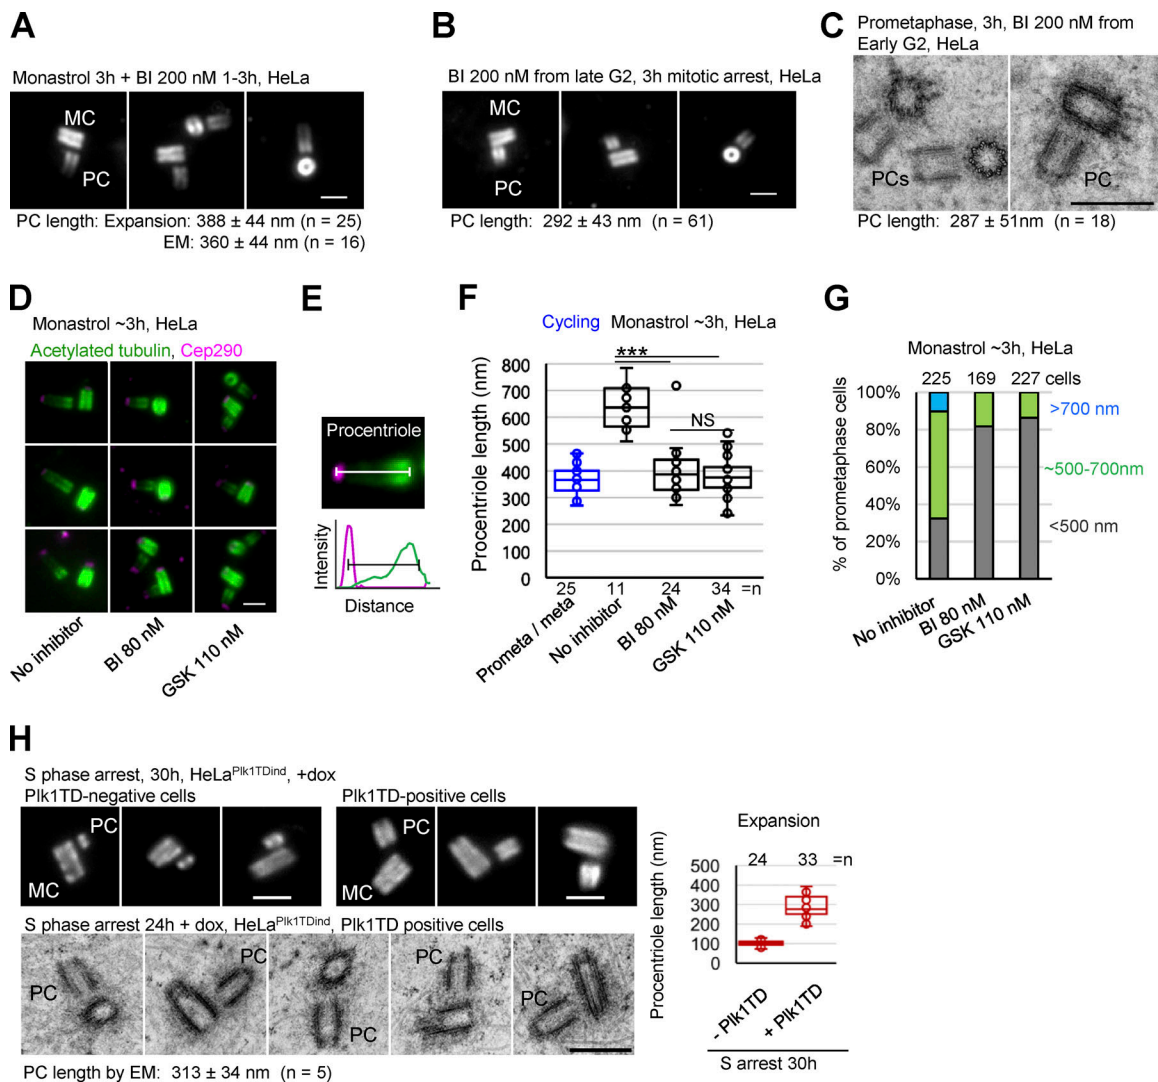 A
Monastrol 3h + BI 200 nM 1-3h, HeLa
MC
PC
PC length: Expansion: 388 ± 44 nm (n = 25)
EM: 360 ± 44 nm (n = 16)
B
BI 200 nM from late G2, 3h mitotic arrest, HeLa
MC
PC
PC length: 292 ± 43 nm (n = 61)
C
Prometaphase, 3h, BI 200 nM from
Early G2, HeLa
PCs
PC
PC length: 287 ± 51nm (n = 18)
D
Monastrol ~3h, HeLa
Acetylated tubulin, Cep290
No inhibitor
BI 80 nM
GSK 110 nM
E
Procentriole
Intensity
Distance
F
Cycling Monastrol ~3h, HeLa
Procentriole length (nm)
800
700
600
500
400
300
200
100
0
***
NS
25 11 24 34 =n
Prometa / meta
No inhibitor
BI 80 nM
GSK 110 nM
G
Monastrol ~3h, HeLa
225 169 227 cells
% of prometaphase cells
100%
80%
60%
40%
20%
0%
>700 nm
~500-700nm
<500 nm
No inhibitor
BI 80 nM
GSK 110 nM
H
S phase arrest, 30h, HeLaPlk1TDind, +dox
Plk1TD-negative cells
PC
MC
Plk1TD-positive cells
PC
MC
S phase arrest 24h + dox, HeLaPlk1TDind, Plk1TD positive cells
PC
PC
PC
PC
PC
PC length by EM: 313 ± 34 nm (n = 5)
Expansion
24 33 =n
Procentriole length (nm)
500
400
300
200
100
0
- Plk1TD
+ Plk1TD
S arrest 30h